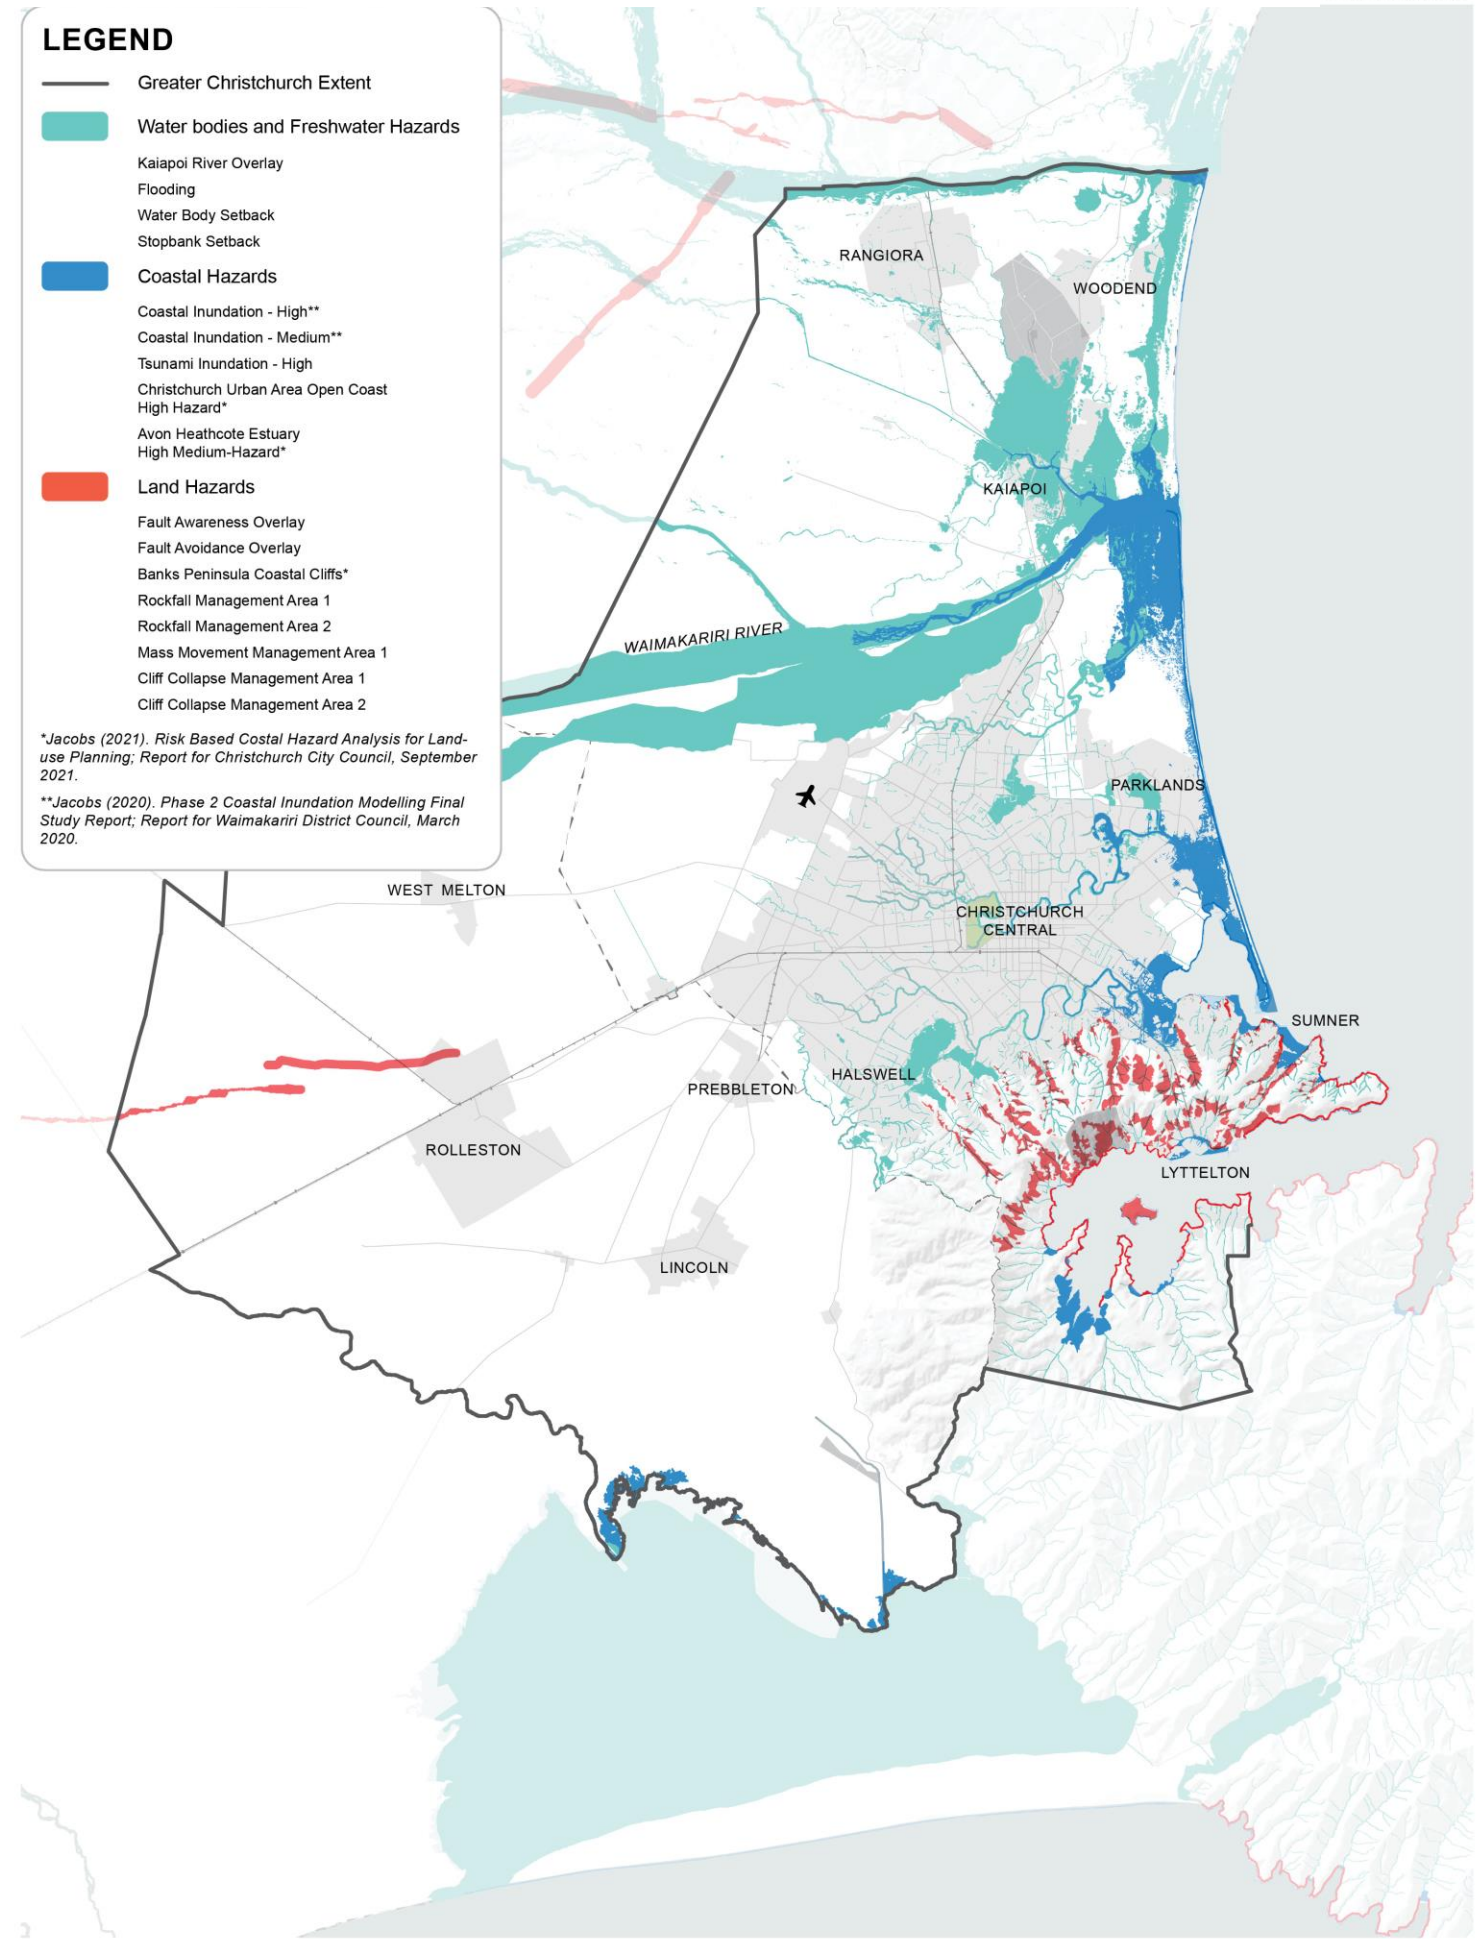 LEGEND
Greater Christchurch Extent
Water bodies and Freshwater Hazards
Kaiapoi River Overlay
Flooding
Water Body Setback
Stopbank Setback
Coastal Hazards
Coastal Inundation - High**
Coastal Inundation - Medium**
Tsunami Inundation - High
Christchurch Urban Area Open Coast
High Hazard*
Avon Heathcote Estuary
High Medium-Hazard*
Land Hazards
Fault Awareness Overlay
Fault Avoidance Overlay
Banks Peninsula Coastal Cliffs*
Rockfall Management Area 1
Rockfall Management Area 2
Mass Movement Management Area 1
Cliff Collapse Management Area 1
Cliff Collapse Management Area 2
*Jacobs (2021). Risk Based Costal Hazard Analysis for Land-
use Planning; Report for Christchurch City Council, September
2021.
**Jacobs (2020). Phase 2 Coastal Inundation Modelling Final
Study Report; Report for Waimakariri District Council, March
2020.
RANGIORA
WOODEND
KAIAPOI
WAIMAKARIRI RIVER
PARKLANDS
WEST MELTON
CHRISTCHURCH
CENTRAL
SUMNER
HALSWELL
PREBBLETON
ROLLESTON
LYTTELTON
LINCOLN